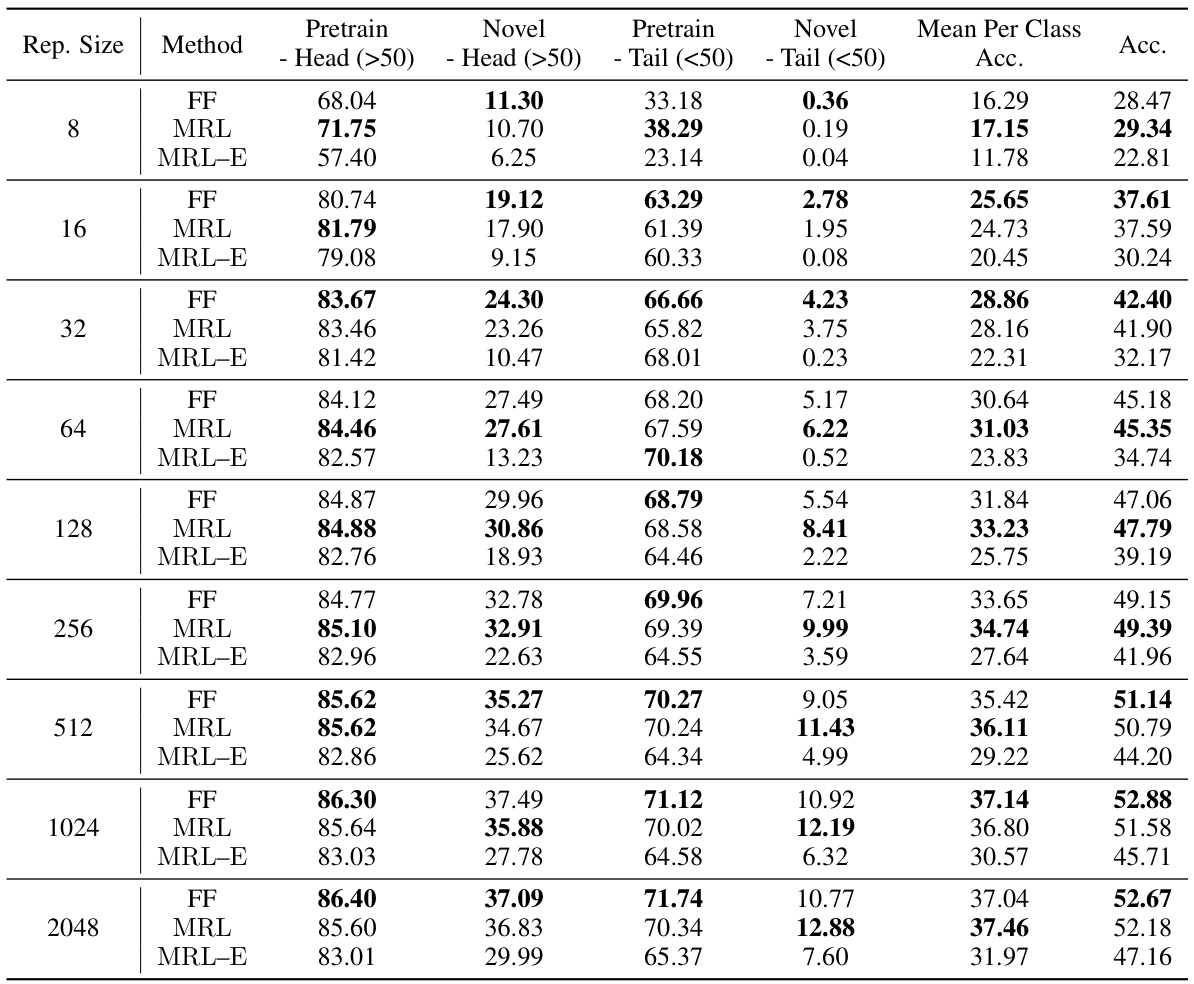 Rep. Size Method Pretrain - Head (>50) Novel - Head (>50) Pretrain - Tail (<50) Novel - Tail (<50) Mean Per Class Acc. Acc.
8 FF 68.04 11.30 33.18 0.36 16.29 28.47
MRL 71.75 10.70 38.29 0.19 17.15 29.34
MRL–E 57.40 6.25 23.14 0.04 11.78 22.81
16 FF 80.74 19.12 63.29 2.78 25.65 37.61
MRL 81.79 17.90 61.39 1.95 24.73 37.59
MRL–E 79.08 9.15 60.33 0.08 20.45 30.24
32 FF 83.67 24.30 66.66 4.23 28.86 42.40
MRL 83.46 23.26 65.82 3.75 28.16 41.90
MRL–E 81.42 10.47 68.01 0.23 22.31 32.17
64 FF 84.12 27.49 68.20 5.17 30.64 45.18
MRL 84.46 27.61 67.59 6.22 31.03 45.35
MRL–E 82.57 13.23 70.18 0.52 23.83 34.74
128 FF 84.87 29.96 68.79 5.54 31.84 47.06
MRL 84.88 30.86 68.58 8.41 33.23 47.79
MRL–E 82.76 18.93 64.46 2.22 25.75 39.19
256 FF 84.77 32.78 69.96 7.21 33.65 49.15
MRL 85.10 32.91 69.39 9.99 34.74 49.39
MRL–E 82.96 22.63 64.55 3.59 27.64 41.96
512 FF 85.62 35.27 70.27 9.05 35.42 51.14
MRL 85.62 34.67 70.24 11.43 36.11 50.79
MRL–E 82.86 25.62 64.34 4.99 29.22 44.20
1024 FF 86.30 37.49 71.12 10.92 37.14 52.88
MRL 85.64 35.88 70.02 12.19 36.80 51.58
MRL–E 83.03 27.78 64.58 6.32 30.57 45.71
2048 FF 86.40 37.09 71.74 10.77 37.04 52.67
MRL 85.60 36.83 70.34 12.88 37.46 52.18
MRL–E 83.01 29.99 65.37 7.60 31.97 47.16